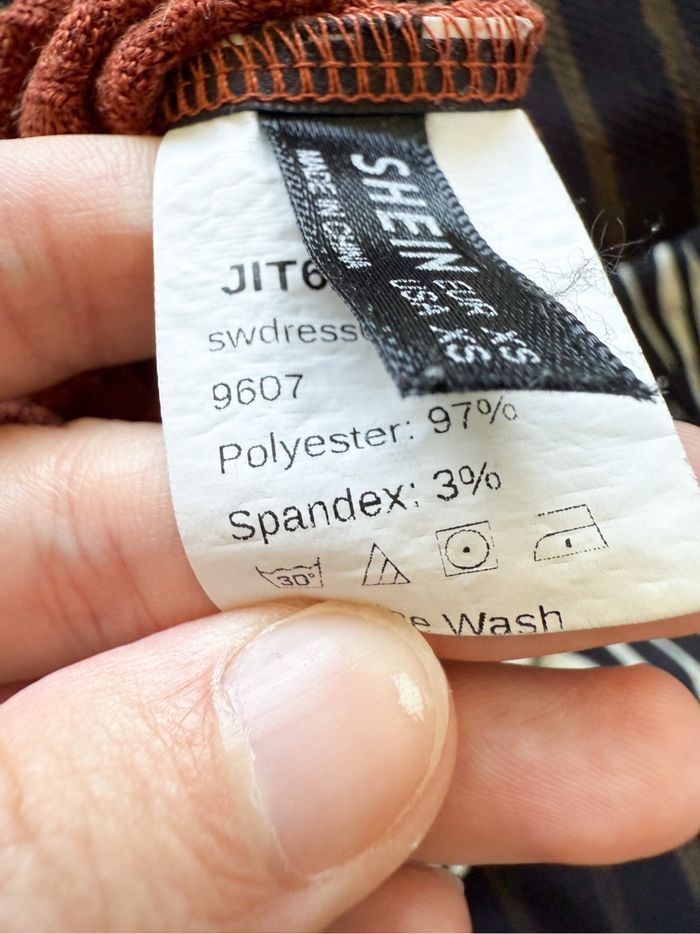 SHEIN
MADE IN CHINA
EUR XS
USA XS
JIT6
swdress
9607
Polyester: 97%
Spandex: 3%
30°
Wash